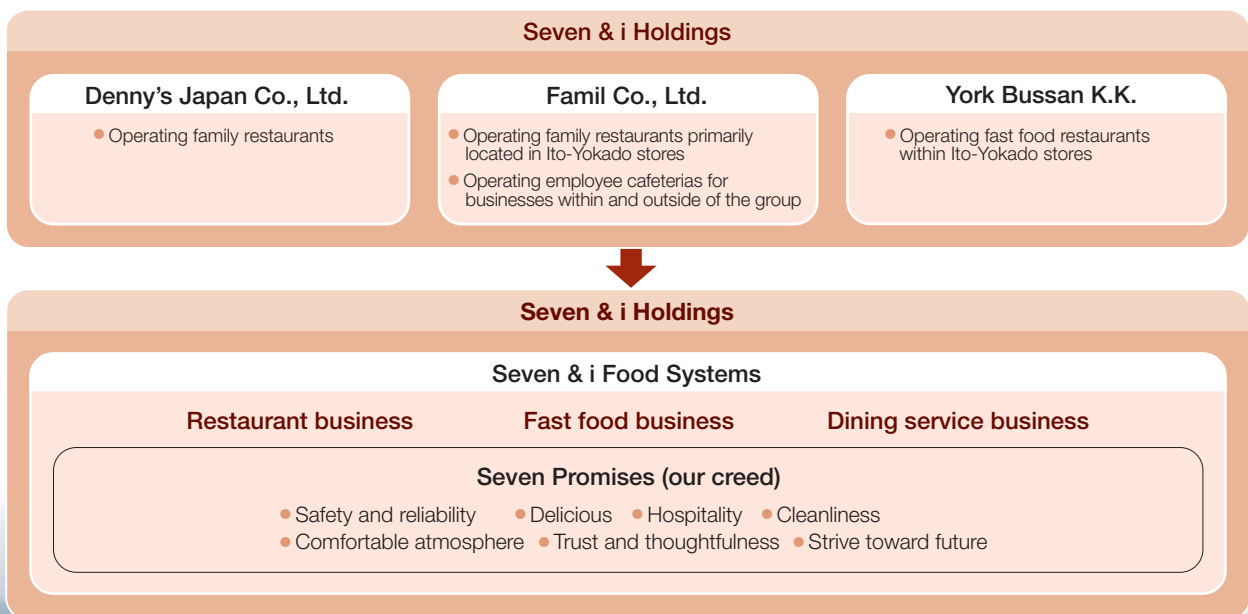 Seven & i Holdings
Denny's Japan Co., Ltd.
• Operating family restaurants
Famil Co., Ltd.
• Operating family restaurants primarily
located in Ito-Yokado stores
• Operating employee cafeterias for
businesses within and outside of the group
York Bussan K.K.
• Operating fast food restaurants
within Ito-Yokado stores
Seven & i Holdings
Seven & i Food Systems
Restaurant business Fast food business Dining service business
Seven Promises (our creed)
• Safety and reliability • Delicious • Hospitality • Cleanliness
• Comfortable atmosphere • Trust and thoughtfulness • Strive toward future